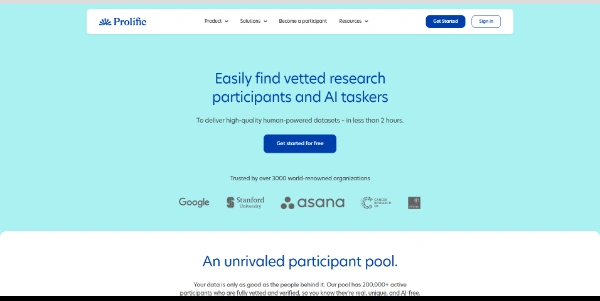 Prolific
Product Solutions Become a participant Resources
Get Started Sign in
Easily find vetted research
participants and AI taskers
To deliver high-quality human-powered datasets – in less than 2 hours.
Get started for free
Trusted by over 3000 world-renowned organizations
Google
Stanford
University
asana
CANCER
RESEARCH
UK
An unrivaled participant pool.
Your data is only as good as the people behind it. Our pool has 200,000+ active
participants who are fully vetted and verified, so you know they're real, unique, and AI-free.